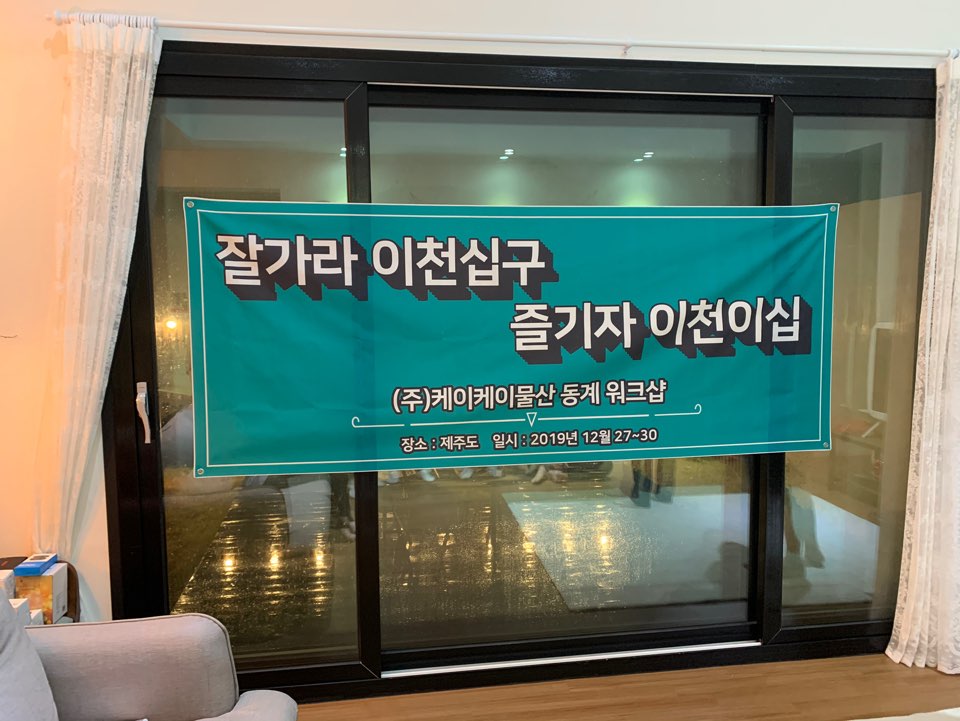 잘가라 이천십구
즐기자 이천이십
(주)케이케이물산 동계 워크샵
장소 : 제주도 일시 : 2019년 12월 27~30